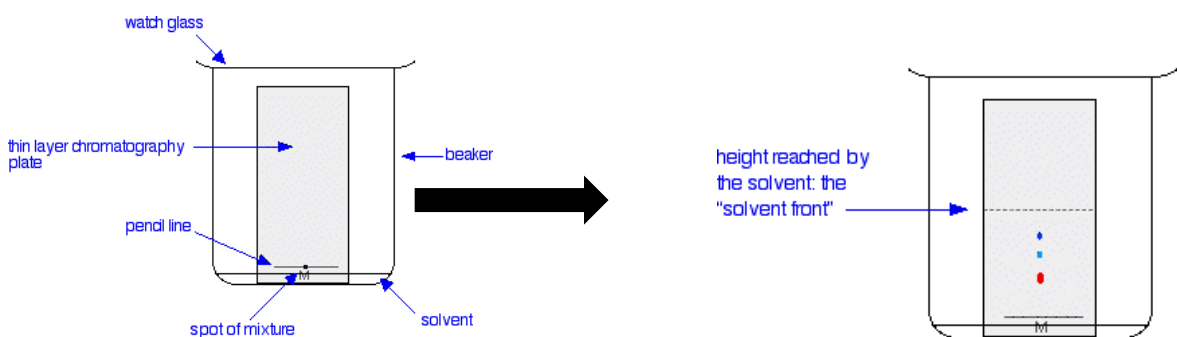 watch glass
thin layer chromatography
plate
beaker
pencil line
M
spot of mixture
solvent
height reached by
the solvent: the
"solvent front"
M